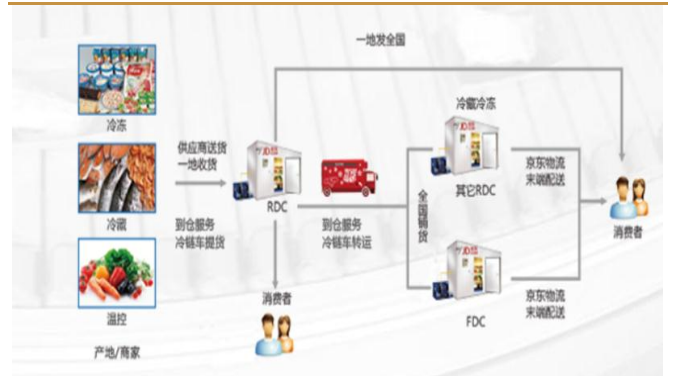 一地发全国
冷冻
供应商送货
一地收货
冷藏
到仓服务
冷链车提货
温控
产地/商家
RDC
消费者
到仓服务
冷链车转运
全国铺货
冷藏冷冻
其它RDC
FDC
京东物流
末端配送
京东物流
末端配送
消费者